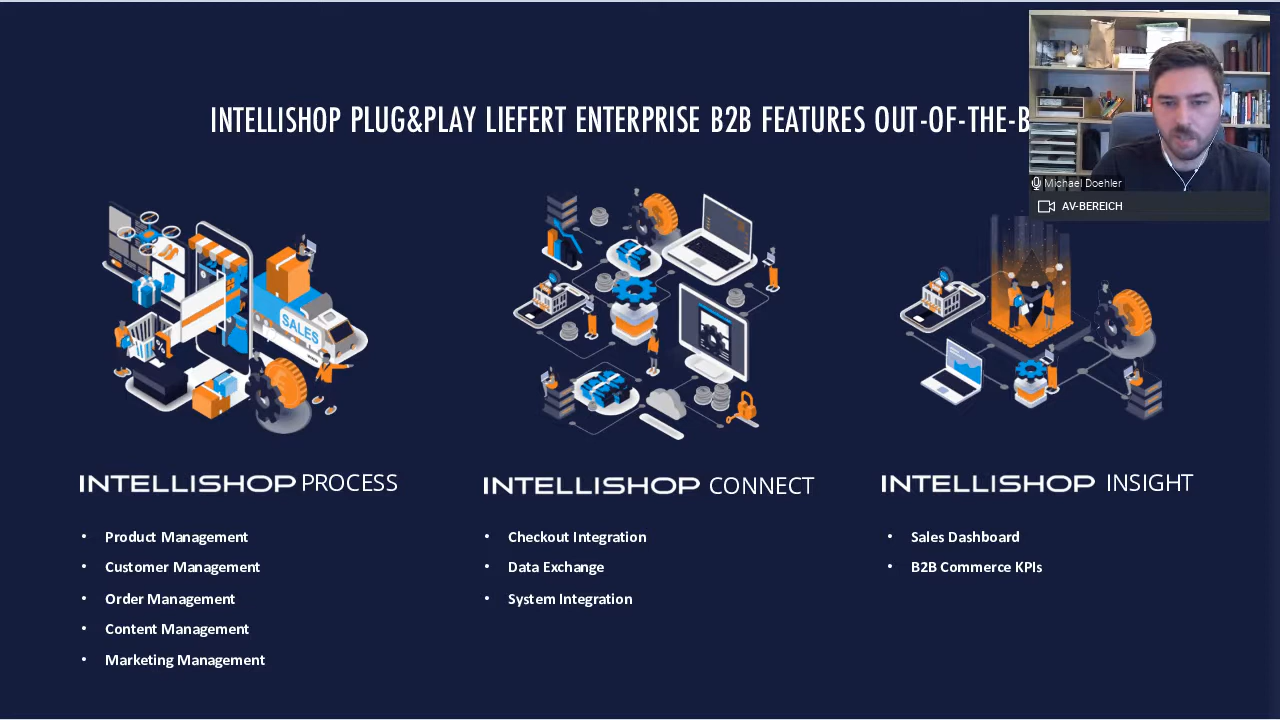 INTELLISHOP PLUG&PLAY LIEFERT ENTERPRISE B2B FEATURES OUT-OF-THE-B
Michael Doehler
AV-BEREICH
SALES
%
INTELLISHOP PROCESS
Product Management
Customer Management
Order Management
Content Management
Marketing Management
INTELLISHOP CONNECT
Checkout Integration
Data Exchange
System Integration
INTELLISHOP INSIGHT
Sales Dashboard
B2B Commerce KPIs